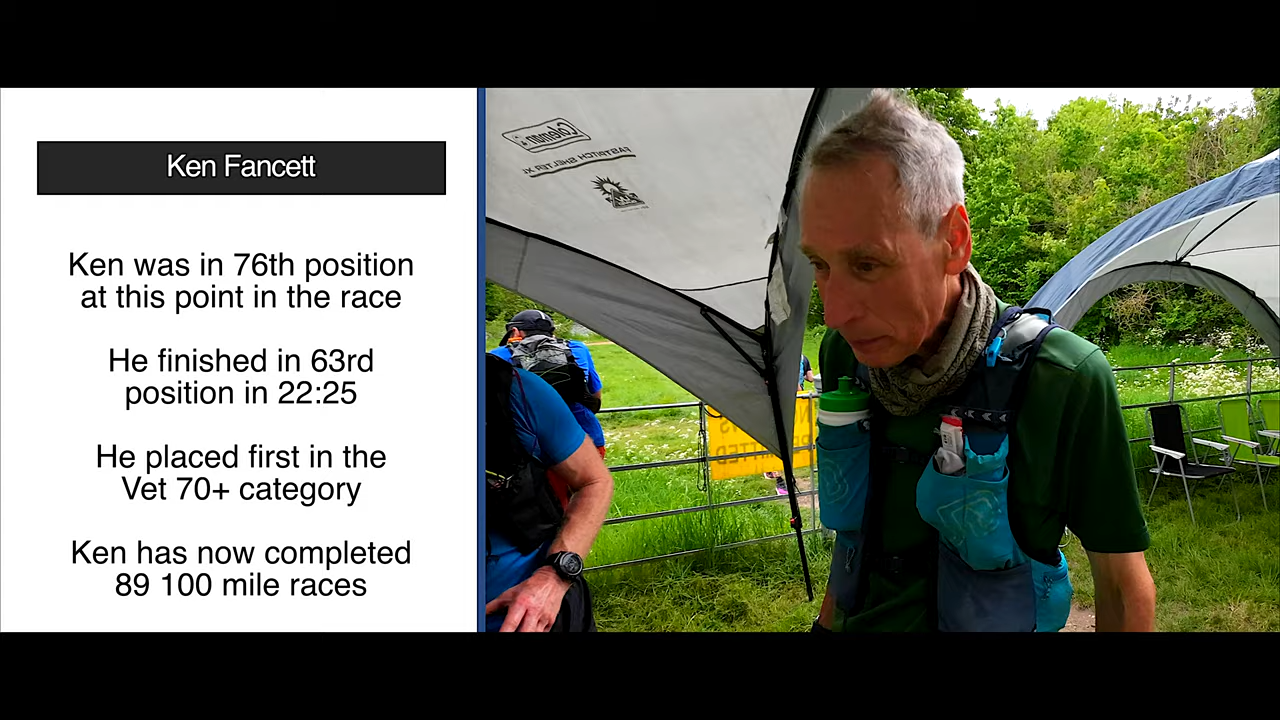 Ken Fancett
Ken was in 76th position
at this point in the race
He finished in 63rd
position in 22:25
He placed first in the
Vet 70+ category
Ken has now completed
89 100 mile races
Coleman
FASTPITCH SHELTER XL